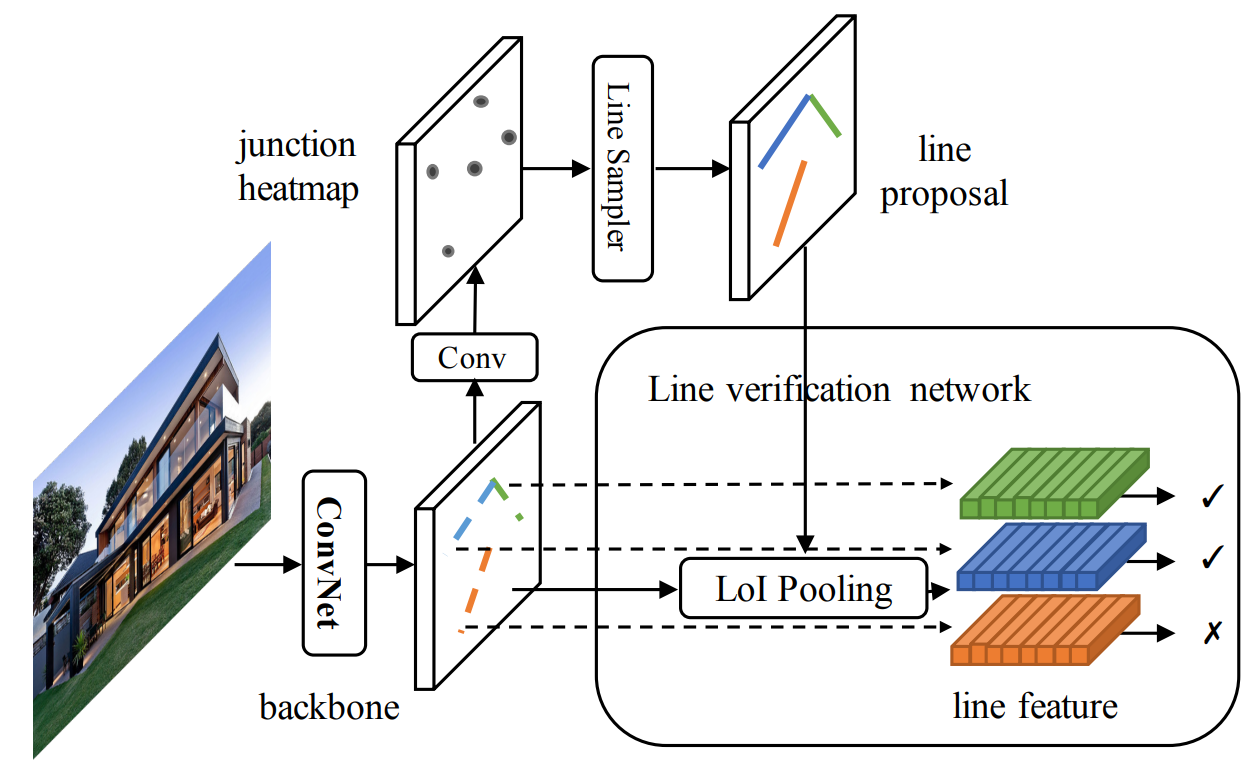 junction
heatmap
Line Sampler
line
proposal
Conv
Line verification network
ConvNet
LoI Pooling
backbone
line feature
✓
✓
✗